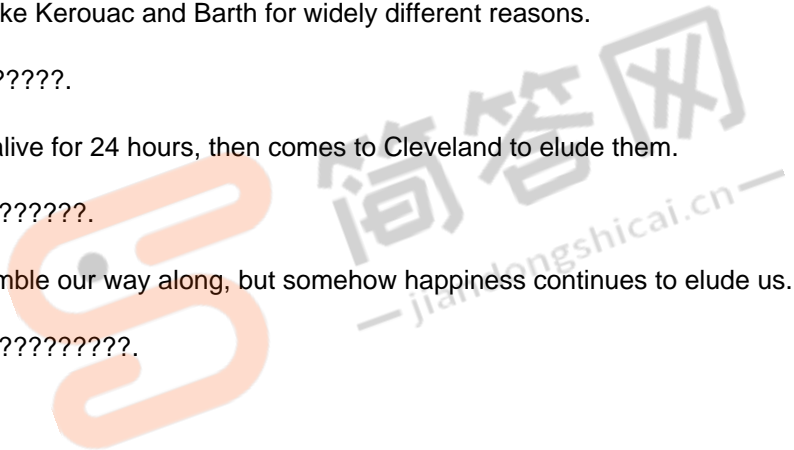 ke Kerouac and Barth for widely different reasons.
?????.
alive for 24 hours, then comes to Cleveland to elude them.
??????.
mble our way along, but somehow happiness continues to elude us.
?????????.
简答网
jiandongshicai.cn